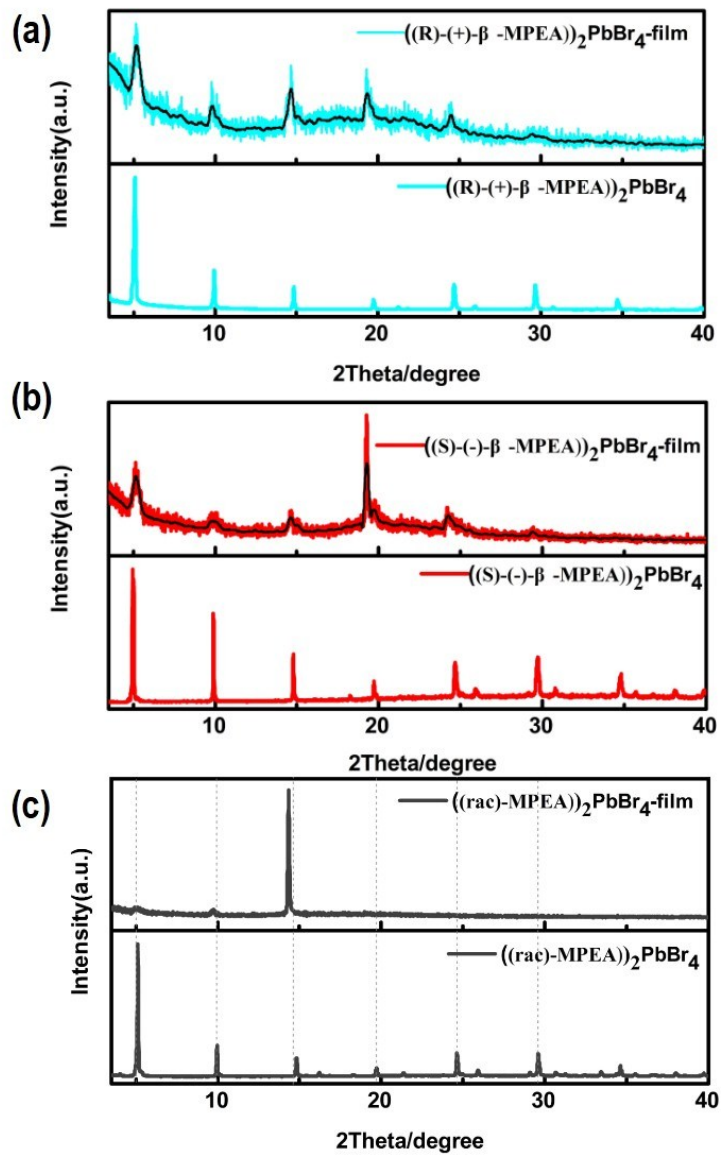 (a)
((R)-(+)-β -MPEA))₂PbBr₄-film
((R)-(+)-β -MPEA))₂PbBr₄
Intensity(a.u.)
10 20 30 40
2Theta/degree
(b)
((S)-(-)-β -MPEA))₂PbBr₄-film
((S)-(-)-β -MPEA))₂PbBr₄
Intensity(a.u.)
10 20 30 40
2Theta/degree
(c)
((rac)-MPEA))₂PbBr₄-film
((rac)-MPEA))₂PbBr₄
Intensity(a.u.)
10 20 30 40
2Theta/degree